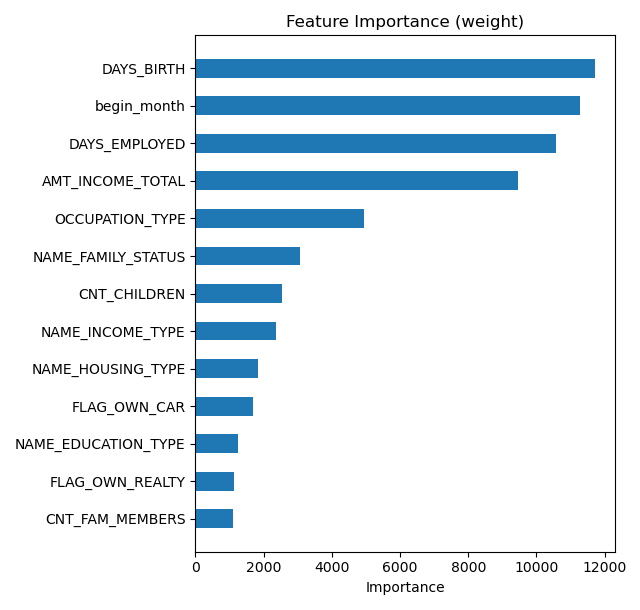 Feature Importance (weight)
DAYS_BIRTH
begin_month
DAYS_EMPLOYED
AMT_INCOME_TOTAL
OCCUPATION_TYPE
NAME_FAMILY_STATUS
CNT_CHILDREN
NAME_INCOME_TYPE
NAME_HOUSING_TYPE
FLAG_OWN_CAR
NAME_EDUCATION_TYPE
FLAG_OWN_REALTY
CNT_FAM_MEMBERS
0 2000 4000 6000 8000 10000 12000
Importance